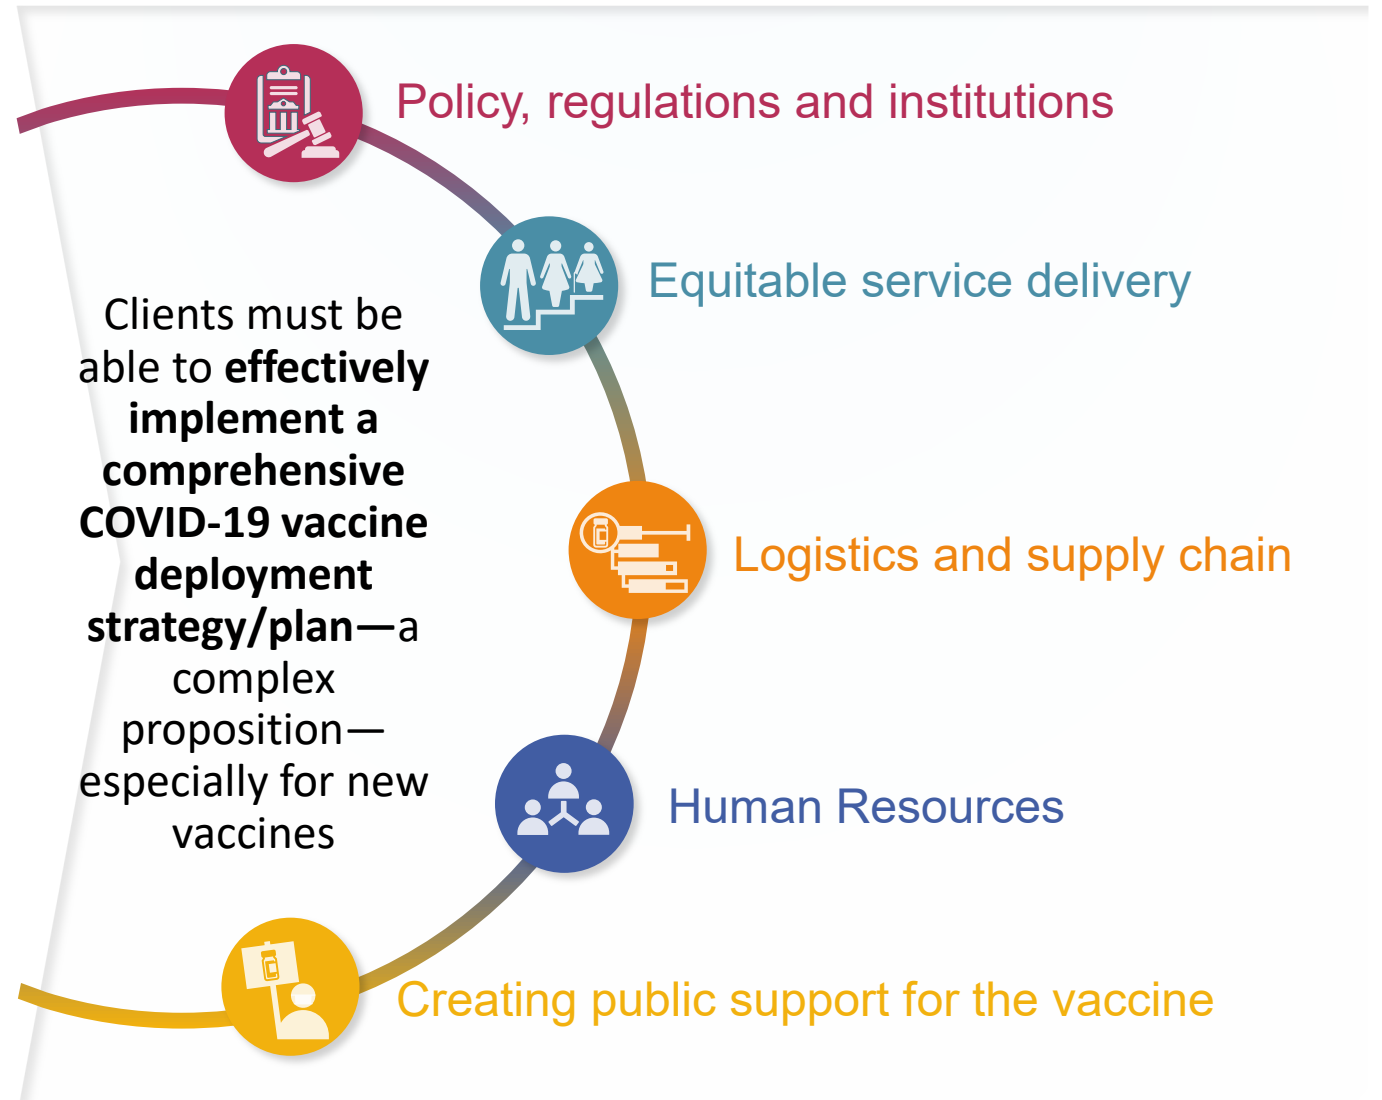 Policy, regulations and institutions
Equitable service delivery
Clients must be
able to effectively
implement a
comprehensive
COVID-19 vaccine
deployment
strategy/plan—a
complex
proposition—
especially for new
vaccines
Logistics and supply chain
Human Resources
Creating public support for the vaccine